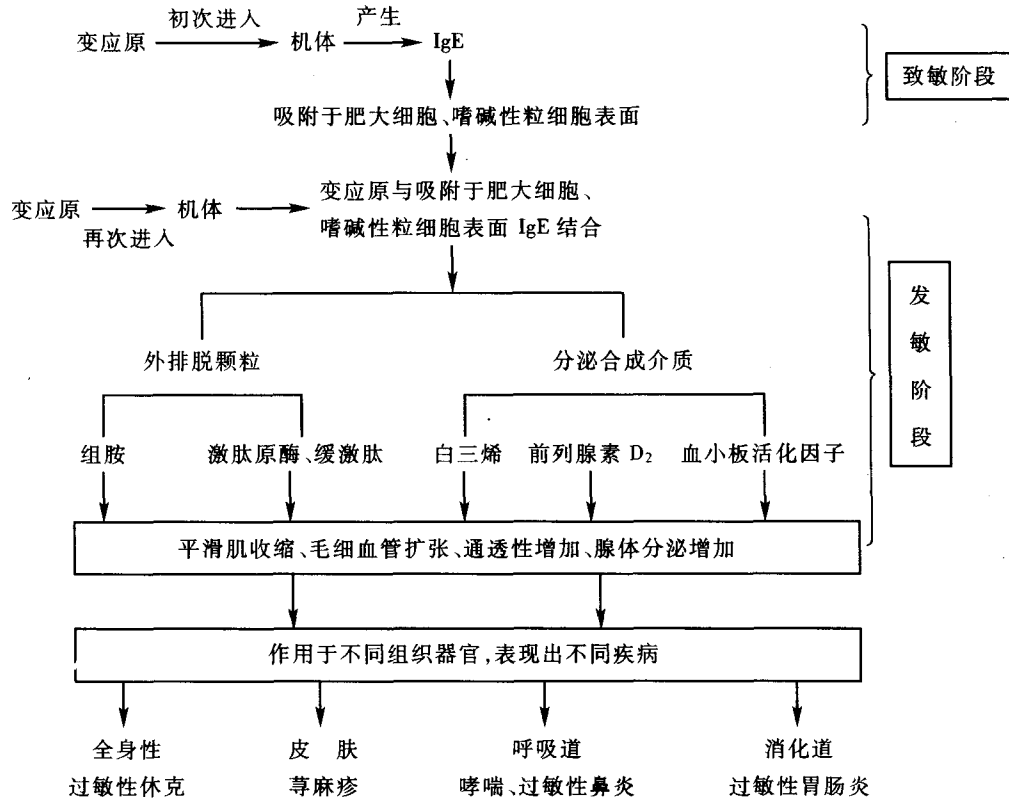 初次进入
产生
变应原 机体 IgE
致敏阶段
吸附于肥大细胞、嗜碱性粒细胞表面
变应原与吸附于肥大细胞、
变应原 机体
嗜碱性粒细胞表面 IgE 结合
再次进入
发敏阶段
外排脱颗粒 分泌合成介质
组胺 激肽原酶、缓激肽 白三烯 前列腺素 D₂ 血小板活化因子
平滑肌收缩、毛细血管扩张、通透性增加、腺体分泌增加
作用于不同组织器官,表现出不同疾病
全身性 皮 肤 呼吸道 消化道
过敏性休克 荨麻疹 哮喘、过敏性鼻炎 过敏性胃肠炎